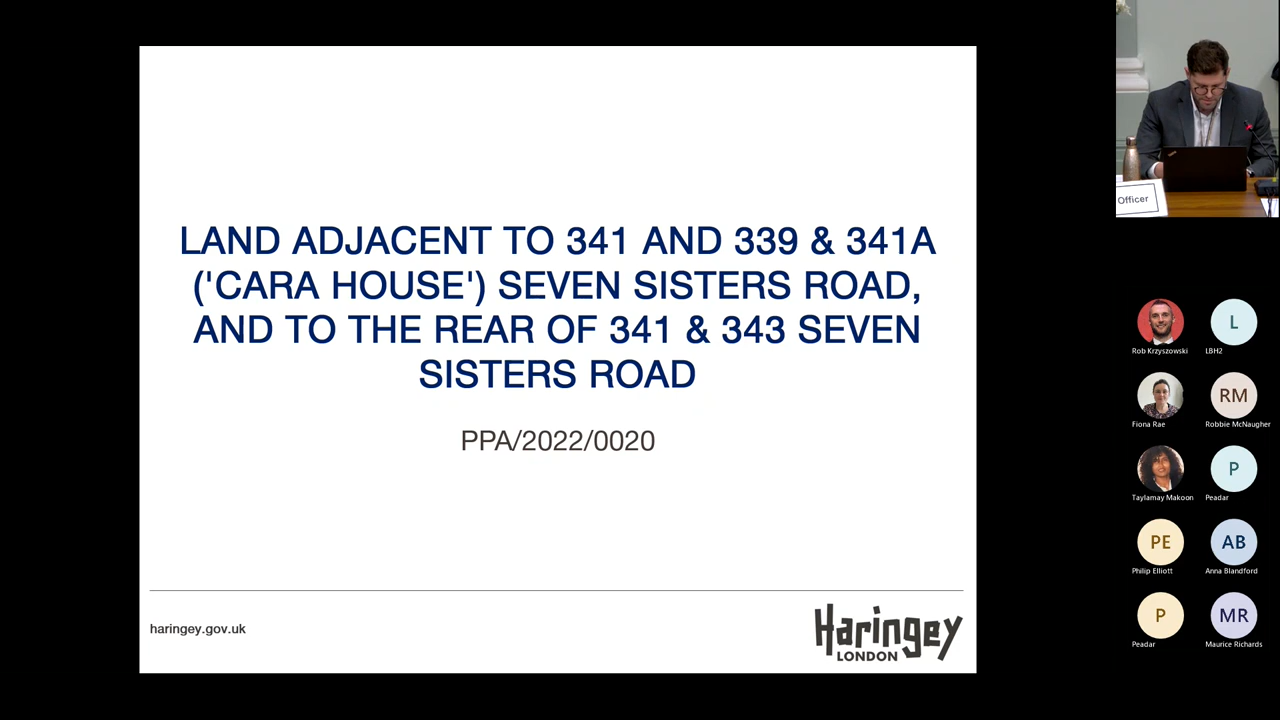 LAND ADJACENT TO 341 AND 339 & 341A
('CARA HOUSE') SEVEN SISTERS ROAD,
AND TO THE REAR OF 341 & 343 SEVEN
SISTERS ROAD
PPA/2022/0020
haringey.gov.uk
Haringey
LONDON
Officer
Rob Krzyszowski
L
LBH2
Fiona Rae
RM
Robbie McNaugher
Taylamay Makoon
P
Peadar
PE
Philip Elliott
AB
Anna Blandford
P
Peadar
MR
Maurice Richards